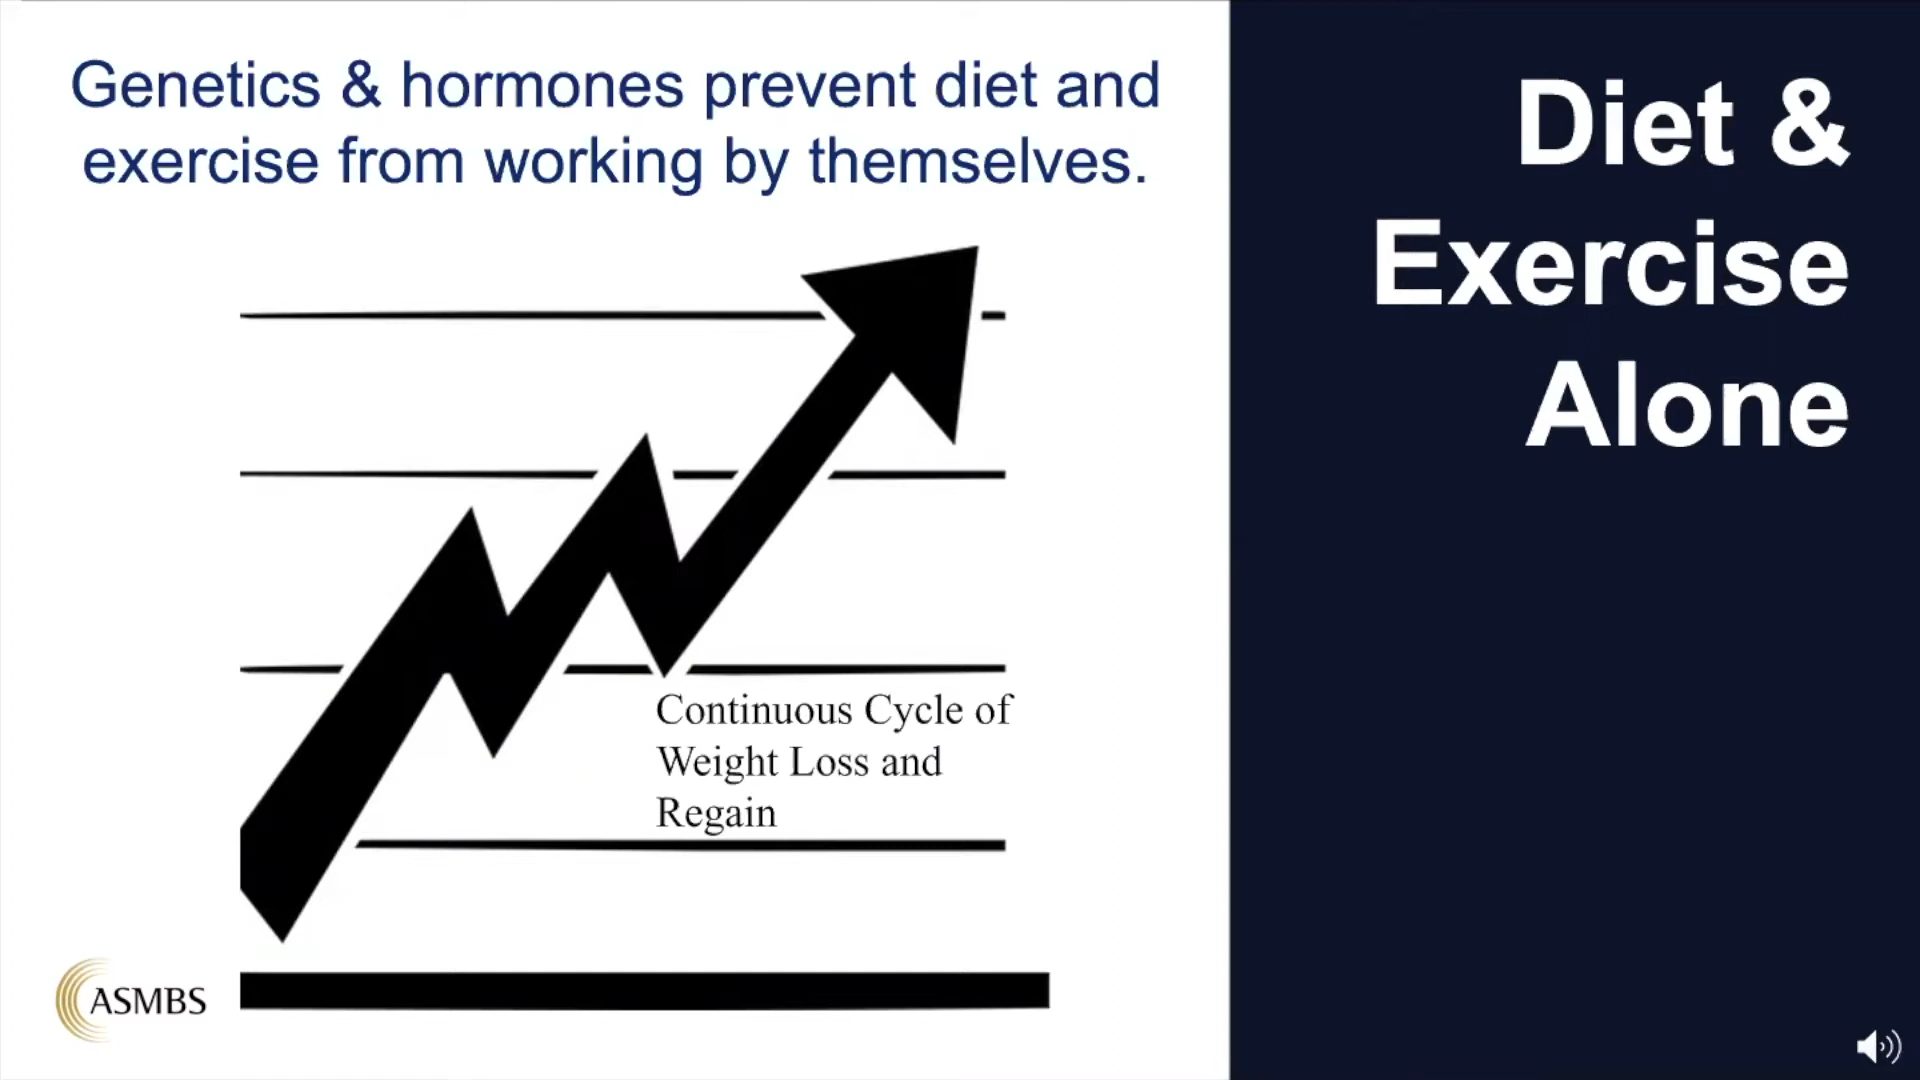 Genetics & hormones prevent diet and
exercise from working by themselves.
Diet &
Exercise
Alone
Continuous Cycle of
Weight Loss and
Regain
ASMBS